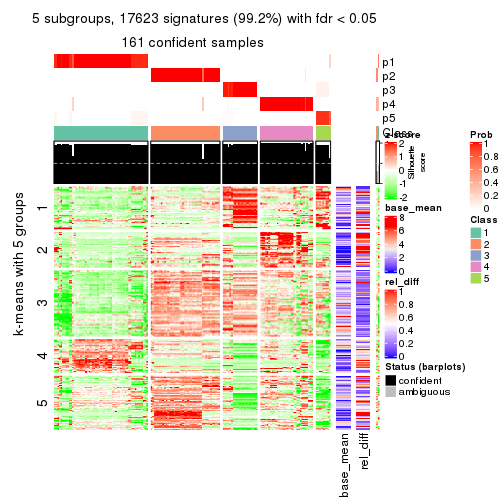 5 subgroups, 17623 signatures (99.2%) with fdr < 0.05
161 confident samples
p1
p2
p3
p4
p5
Class
k-means with 5 groups
1
2
3
4
5
z-score
2
1
0
-1
-2
Silhouette
score
base_mean
8
6
4
2
0
rel_diff
1
0.8
0.6
0.4
0.2
0
Status (barplots)
confident
ambiguous
Prob
1
0.8
0.6
0.4
0.2
0
Class
1
2
3
4
5
base_mean
rel_diff